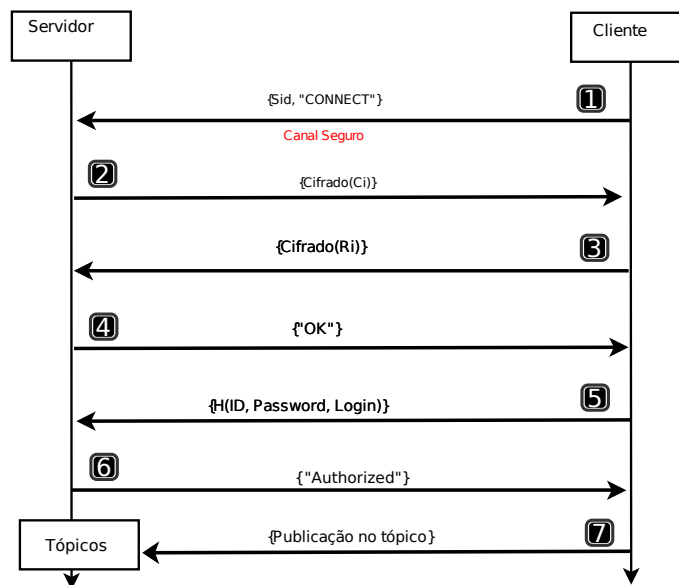 Servidor
Cliente
{Sid, "CONNECT"}
1
Canal Seguro
2
{Cifrado(Ci)}
{Cifrado(Ri)}
3
4
{"OK"}
{H(ID, Password, Login)}
5
6
{"Authorized"}
Tópicos
{Publicação no tópico}
7